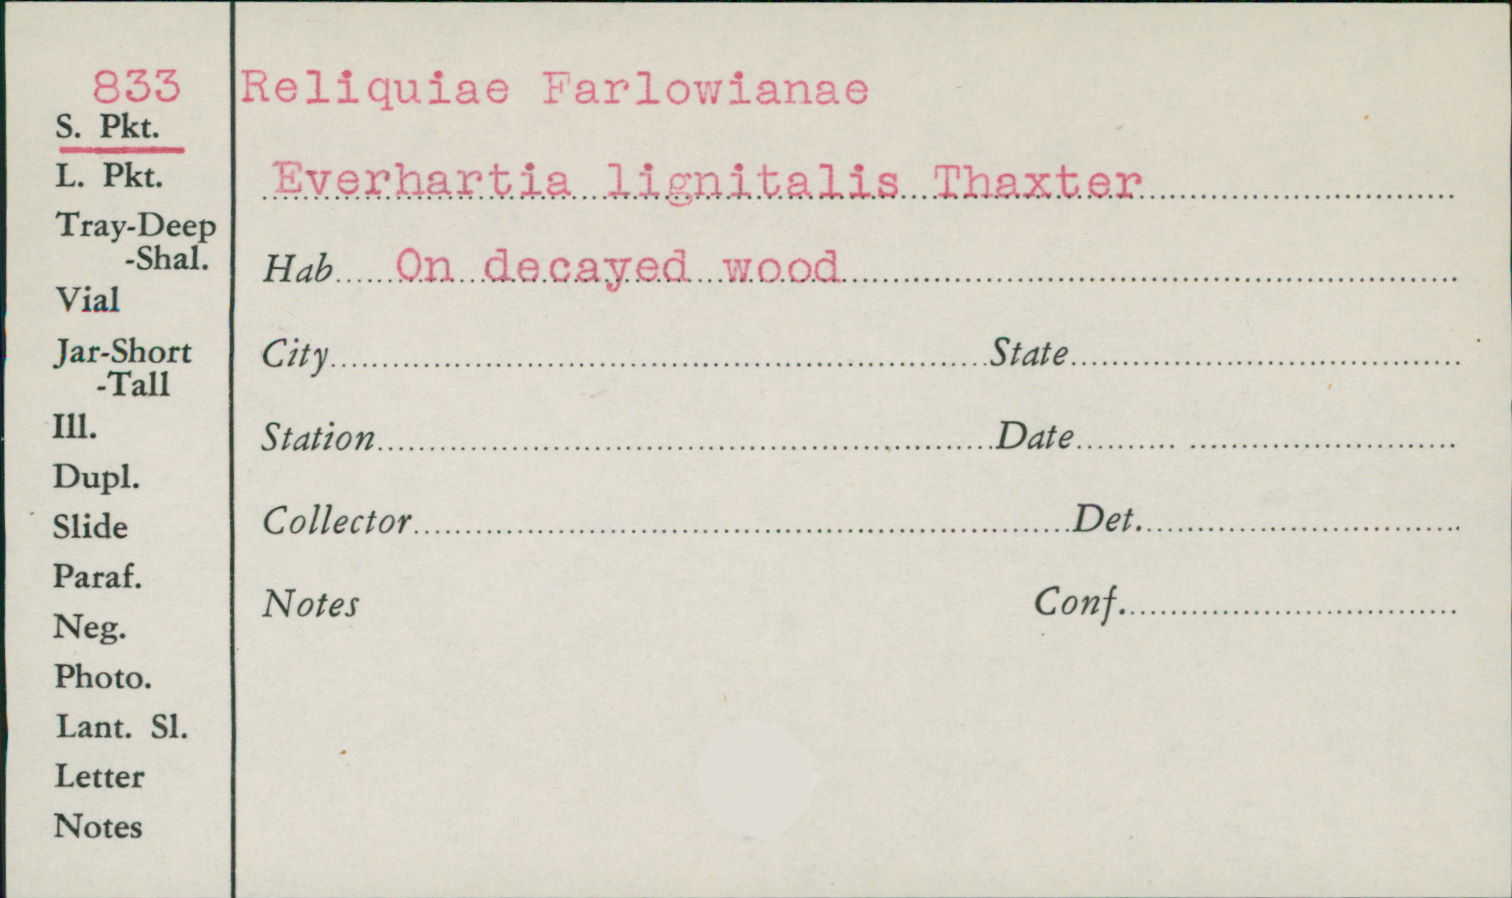 833 Reliquiae Farlowianae
S. Pkt.
L. Pkt.
Tray-Deep
-Shal.
Vial
Jar-Short
-Tall
Ill.
Dupl.
Slide
Paraf.
Neg.
Photo.
Lant. Sl.
Letter
Notes
Everhartia lignitalis Thaxter
Hab. On decayed wood
City State
Station Date
Collector Det.
Notes Conf.